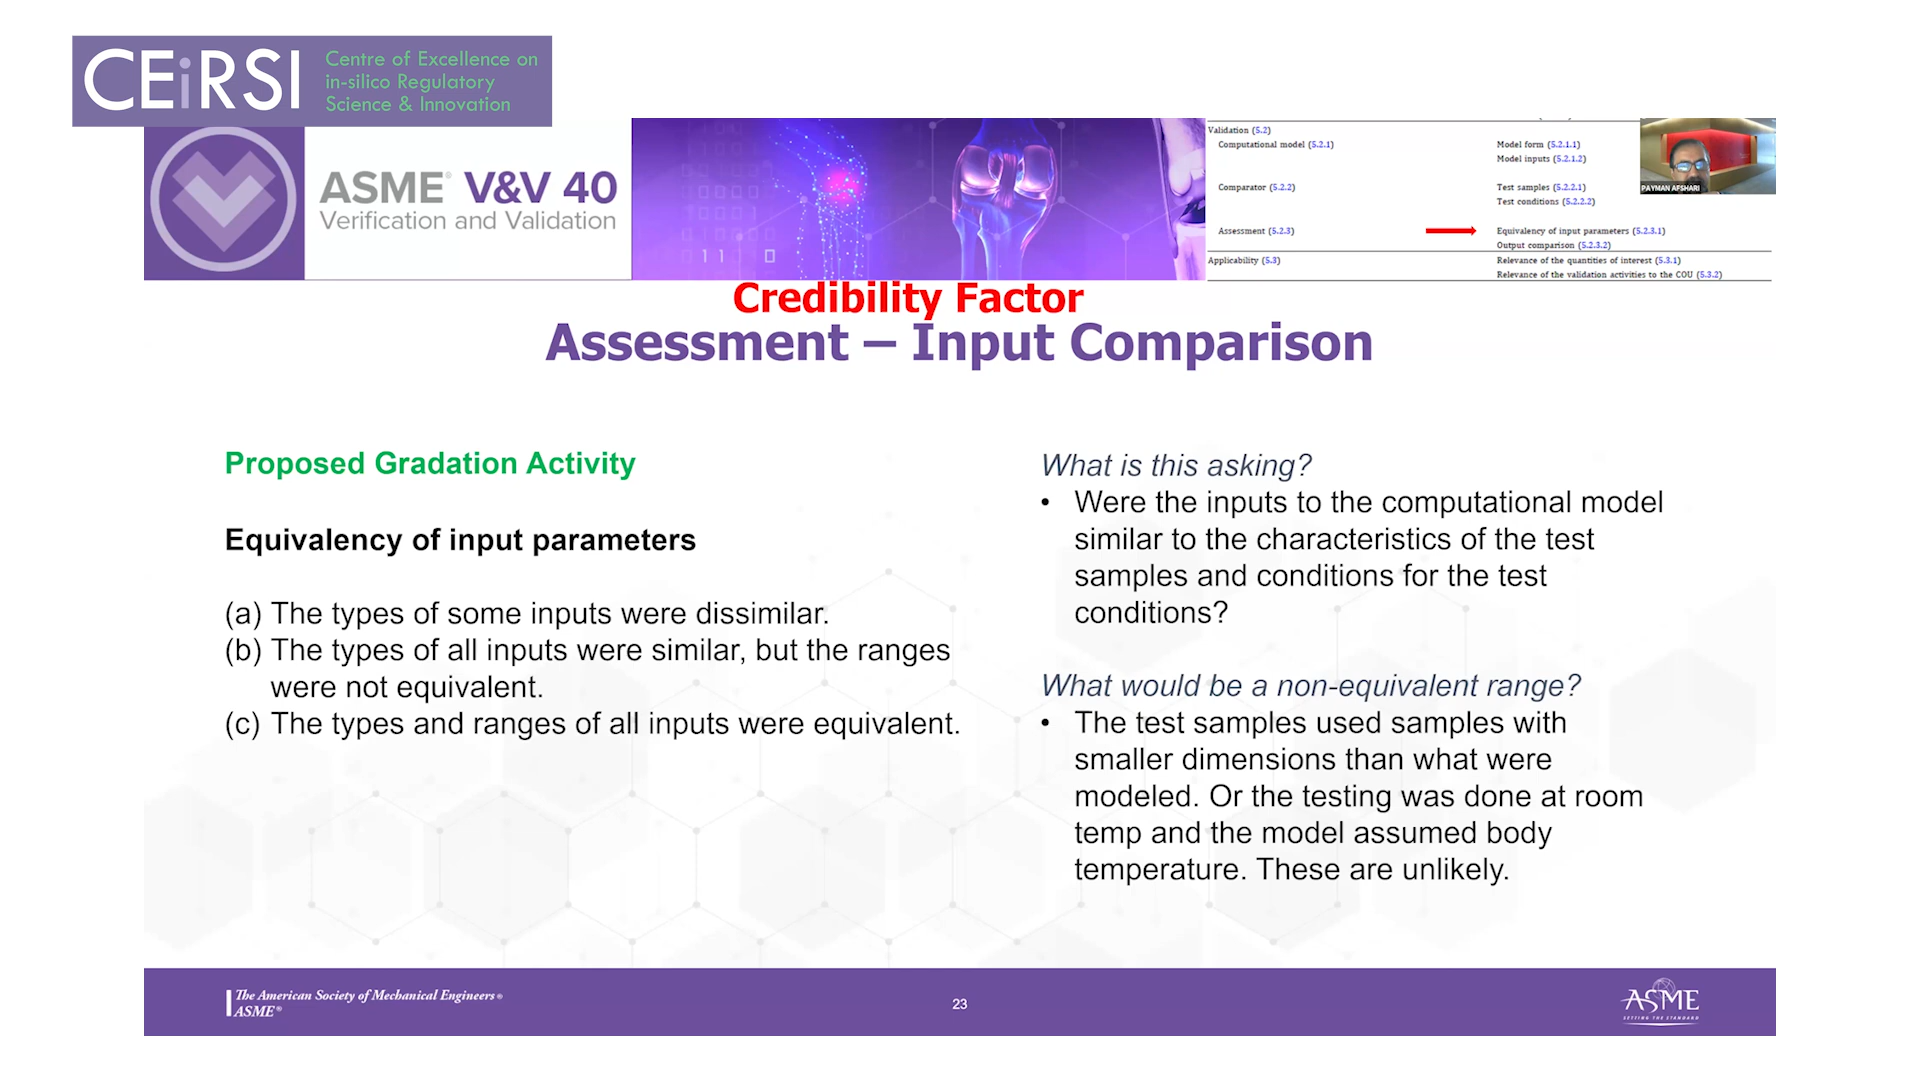 CEiRSI
Centre of Excellence on
in-silico Regulatory
Science & Innovation
ASME® V&V 40
Verification and Validation
11 0
Validation (5.2)
Computational model (5.2.1)
Model form (5.2.1.1)
Model inputs (5.2.1.2)
Comparator (5.2.2)
Test samples (5.2.2.1)
Test conditions (5.2.2.2)
Assessment (5.2.3)
Equivalency of input parameters (5.2.3.1)
Output comparison (5.2.3.2)
Applicability (5.3)
Relevance of the quantities of interest (5.3.1)
Relevance of the validation activities to the COU (5.3.2)
PAYMAN AFSHARI
Credibility Factor
Assessment – Input Comparison
Proposed Gradation Activity
Equivalency of input parameters
(a) The types of some inputs were dissimilar.
(b) The types of all inputs were similar, but the ranges
were not equivalent.
(c) The types and ranges of all inputs were equivalent.
What is this asking?
• Were the inputs to the computational model
similar to the characteristics of the test
samples and conditions for the test
conditions?
What would be a non-equivalent range?
• The test samples used samples with
smaller dimensions than what were
modeled. Or the testing was done at room
temp and the model assumed body
temperature. These are unlikely.
The American Society of Mechanical Engineers®
ASME®
23
ASME
SETTING THE STANDARD